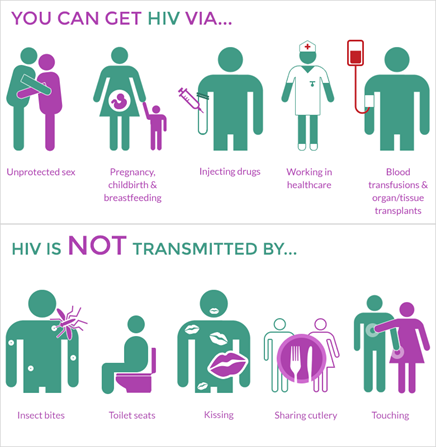 YOU CAN GET HIV VIA...
Unprotected sex
Pregnancy,
childbirth &
breastfeeding
Injecting drugs
Working in
healthcare
Blood
transfusions &
organ/tissue
transplants
HIV IS NOT TRANSMITTED BY...
Insect bites
Toilet seats
Kissing
Sharing cutlery
Touching